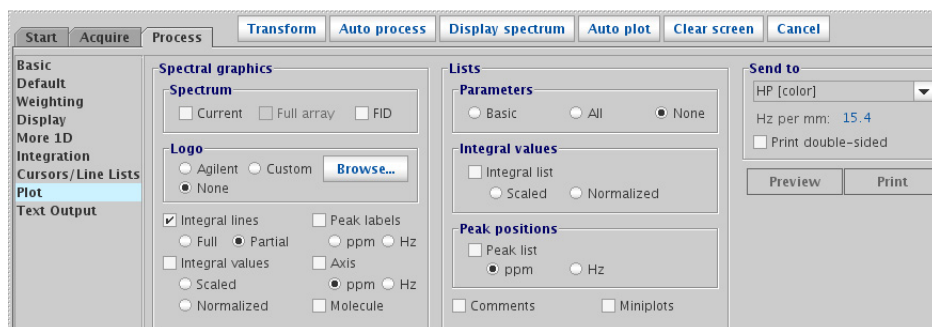 Start Acquire Process Transform Auto process Display spectrum Auto plot Clear screen Cancel
Basic
Default
Weighting
Display
More 1D
Integration
Cursors/Line Lists
Plot
Text Output
Spectral graphics
Spectrum
Current Full array FID
Logo
Agilent Custom Browse...
None
Integral lines Peak labels
Full Partial ppm Hz
Integral values Axis
Scaled ppm Hz
Normalized Molecule
Lists
Parameters
Basic All None
Integral values
Integral list
Scaled Normalized
Peak positions
Peak list
ppm Hz
Comments Miniplots
Send to
HP [color]
Hz per mm: 15.4
Print double-sided
Preview Print